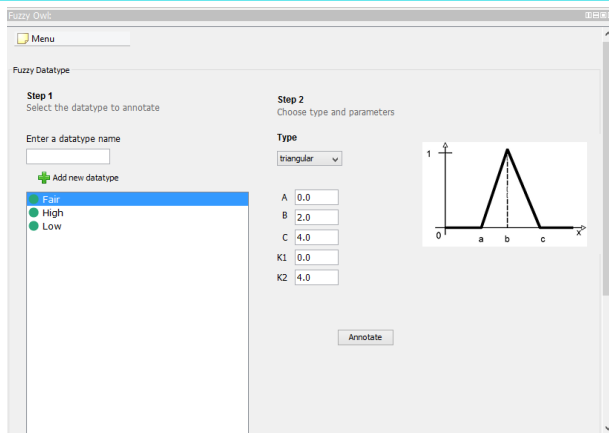 Fuzzy Owl:
Menu
Fuzzy Datatype
Step 1
Select the datatype to annotate
Enter a datatype name
Add new datatype
Fair
High
Low
Step 2
Choose type and parameters
Type
triangular
A 0.0
B 2.0
C 4.0
K1 0.0
K2 4.0
Annotate
1
0 a b c x